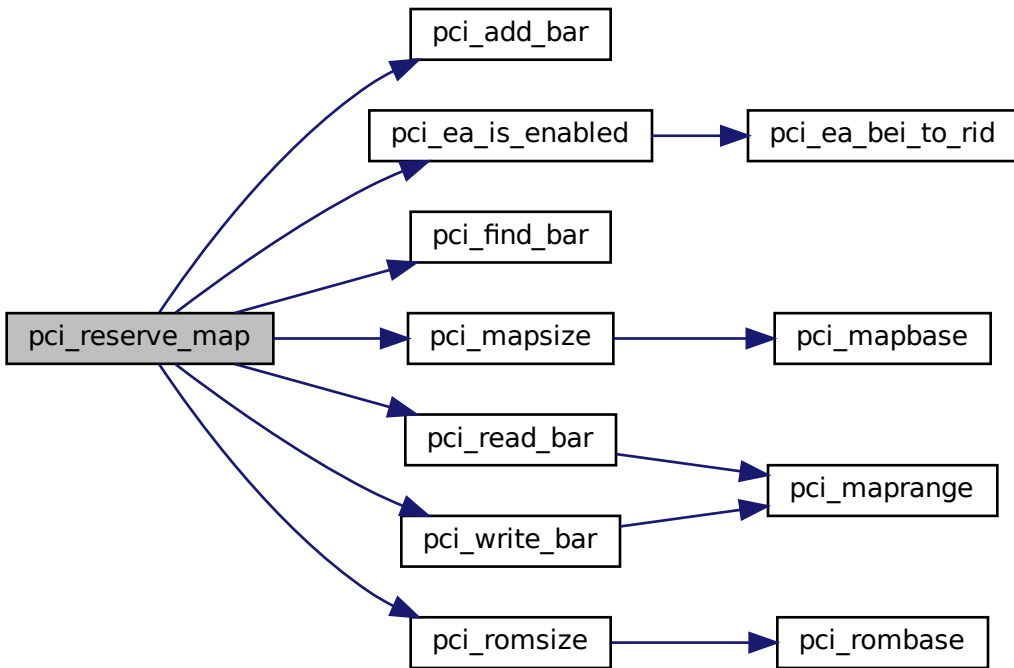 pci_add_bar
pci_ea_is_enabled
pci_ea_bei_to_rid
pci_find_bar
pci_reserve_map
pci_mapsize
pci_mapbase
pci_read_bar
pci_maprange
pci_write_bar
pci_romsize
pci_rombase